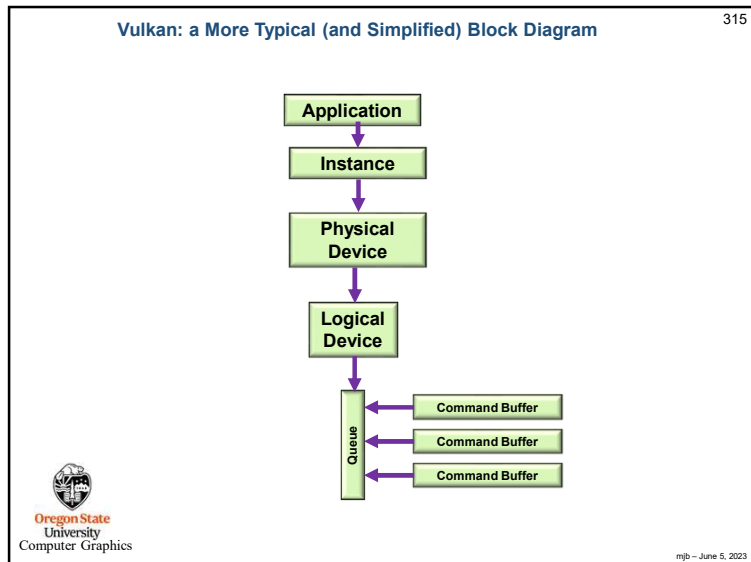 315
Vulkan: a More Typical (and Simplified) Block Diagram
Application
Instance
Physical
Device
Logical
Device
Queue
Command Buffer
Command Buffer
Command Buffer
Oregon State
University
Computer Graphics
mjb – June 5, 2023